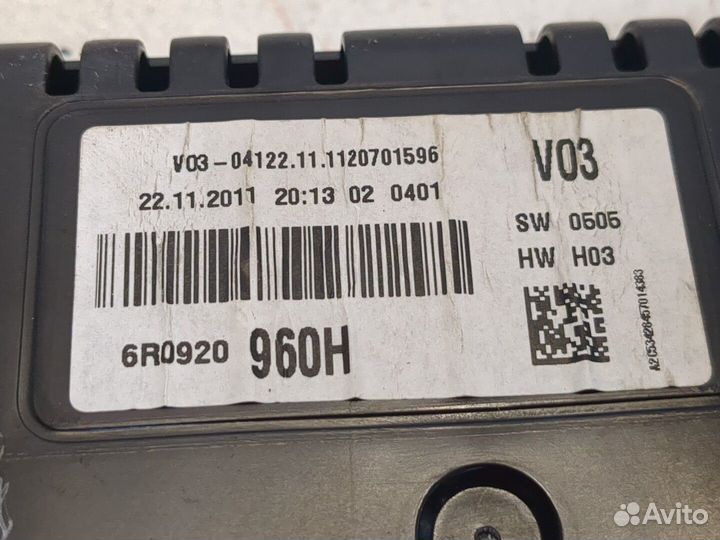 V03-04122.11.1120701596
22.11.2011 20:13 02 0401
6R0920 960H
V03
SW 0505
HW H03
A2C53428457014383
Avito